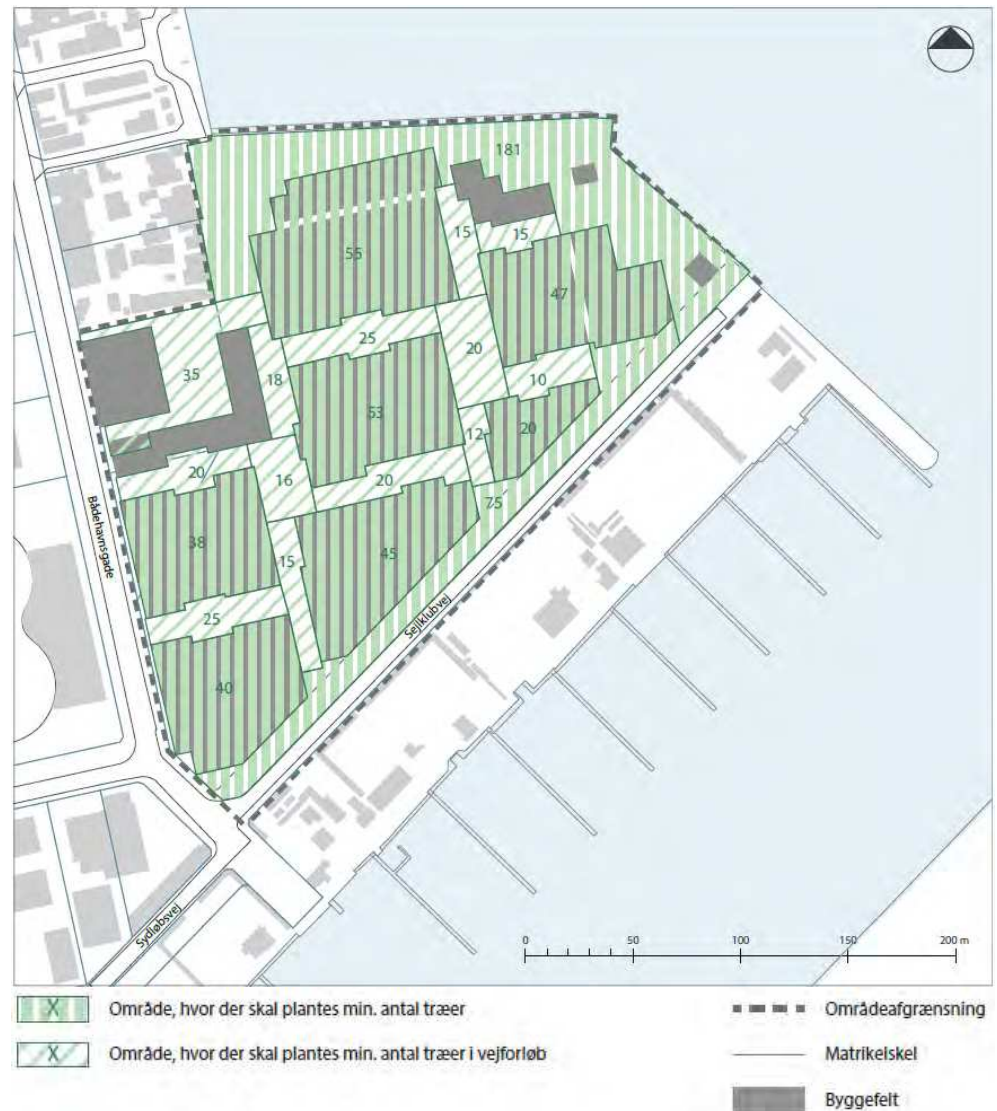 181
15
15
55
47
25
20
35
18
10
53
12
20
20
16
20
75
38
15
45
25
40
Bådehavnsgade
Sejlklubvej
Sydløbsvej
0 50 100 150 200 m
X Område, hvor der skal plantes min. antal træer
X Område, hvor der skal plantes min. antal træer i vejforløb
Områdeafgrænsning
Matrikelskel
Byggefelt